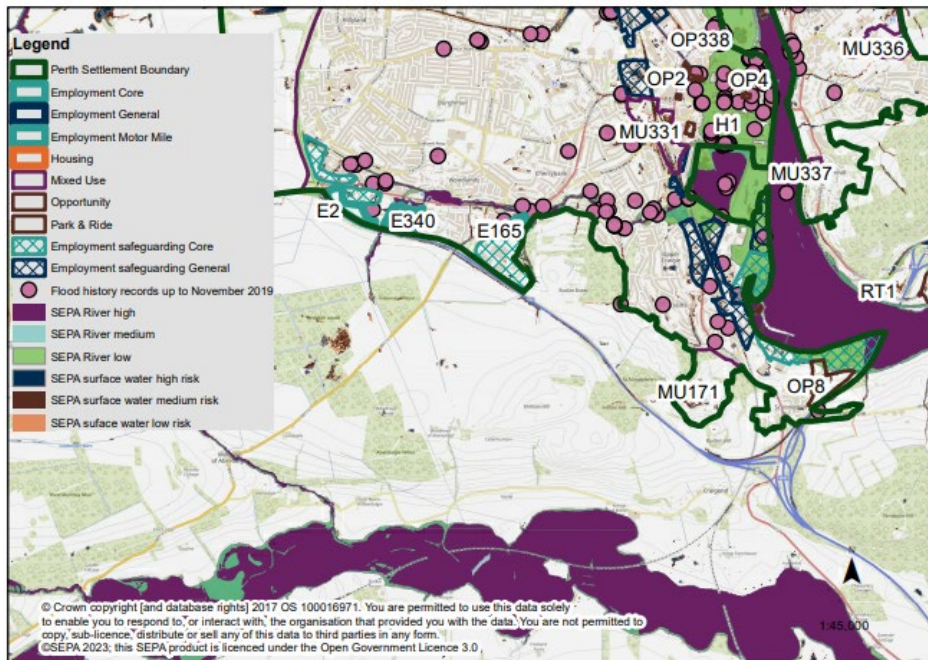 Legend
Perth Settlement Boundary
Employment Core
Employment General
Employment Motor Mile
Housing
Mixed Use
Opportunity
Park & Ride
Employment safeguarding Core
Employment safeguarding General
Flood history records up to November 2019
SEPA River high
SEPA River medium
SEPA River low
SEPA surface water high risk
SEPA surface water medium risk
SEPA suface water low risk
OP338
MU336
OP2
OP4
MU331
H1
MU337
E2
E340
E165
RT1
MU171
OP8
Craigend
N
1:45,000
© Crown copyright [and database rights] 2017 OS 100016971. You are permitted to use this data solely
to enable you to respond to, or interact with, the organisation that provided you with the data. You are not permitted to
copy, sub-licence, distribute or sell any of this data to third parties in any form.
©SEPA 2023; this SEPA product is licenced under the Open Government Licence 3.0 ,